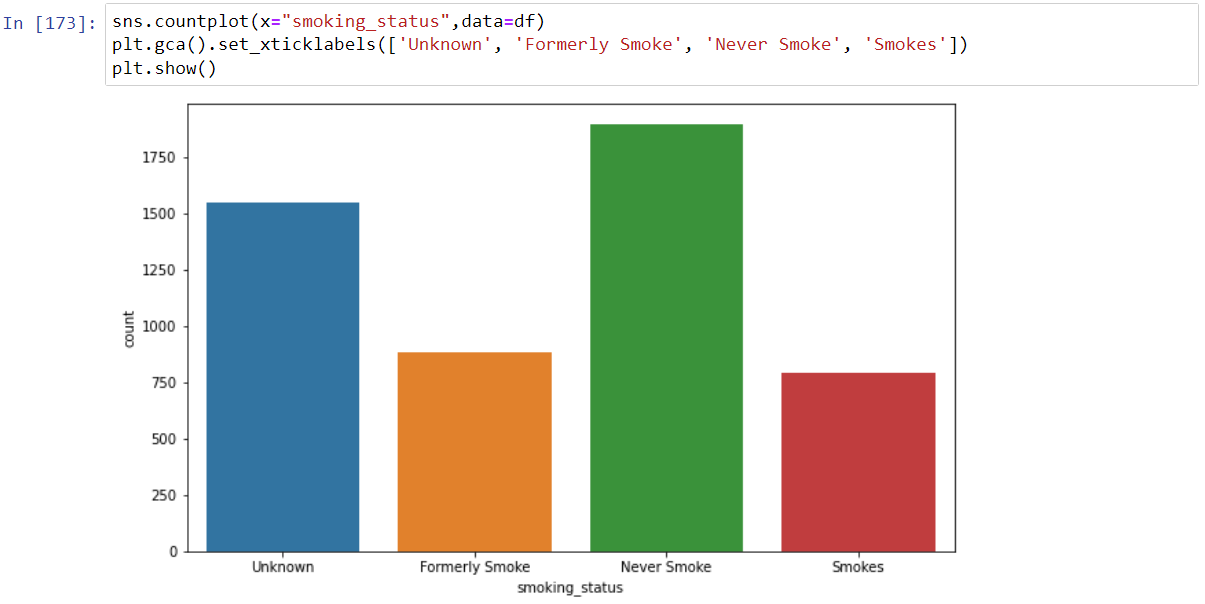 In [173]: sns.countplot(x="smoking_status",data=df)
plt.gca().set_xticklabels(['Unknown', 'Formerly Smoke', 'Never Smoke', 'Smokes'])
plt.show()
1750
1500
1250
1000
750
500
250
0
count
Unknown Formerly Smoke Never Smoke Smokes
smoking_status